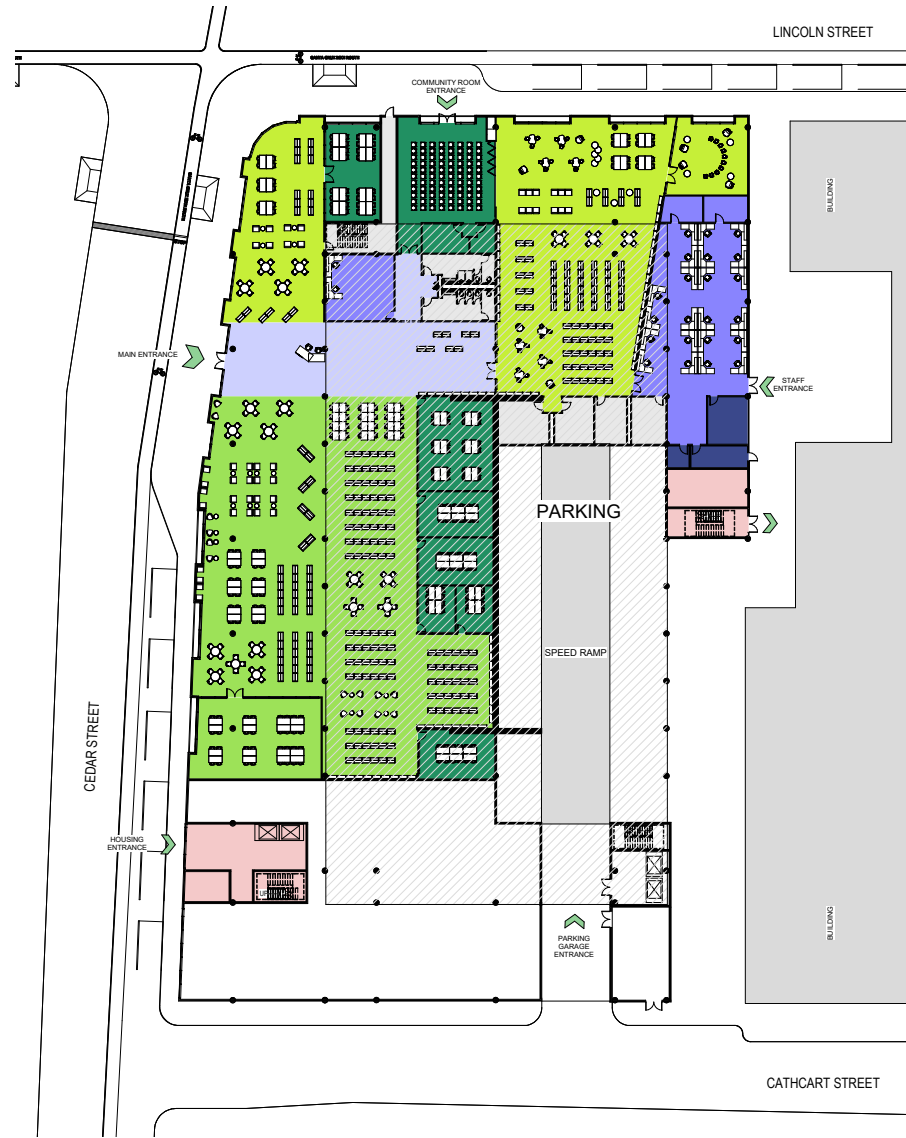 LINCOLN STREET
COMMUNITY ROOM
ENTRANCE
BUILDING
MAIN ENTRANCE
STAFF
ENTRANCE
PARKING
SPEED RAMP
CEDAR STREET
HOUSING
ENTRANCE
UP
BUILDING
PARKING
GARAGE
ENTRANCE
CATHCART STREET